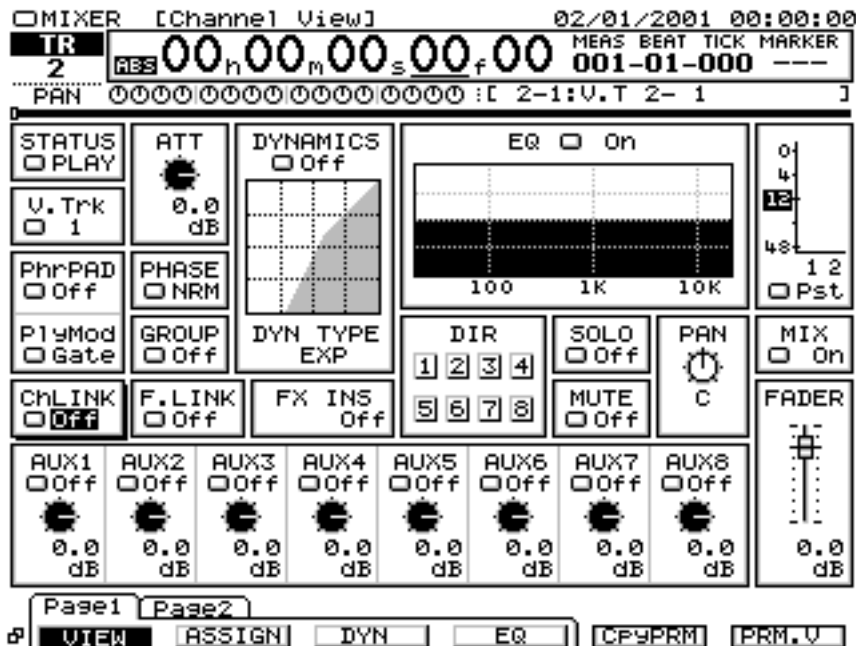 MIXER [Channel View] 02/01/2001 00:00:00
TR 2 ABS 00h00m00s00f00 MEAS BEAT TICK MARKER
001-01-000 ---
PAN :[ 2-1:V.T 2- 1 ]
STATUS ATT DYNAMICS EQ On
PLAY Off
V.Trk 0.0
1 dB
0
4
12
48
1 2
Pst
PhrPAD PHASE
Off NRM 100 1K 10K
PlyMod GROUP DYN TYPE DIR SOLO PAN MIX
Gate Off EXP Off On
1 2 3 4
ChLINK F.LINK FX INS MUTE C FADER
Off Off Off 5 6 7 8 Off
AUX1 AUX2 AUX3 AUX4 AUX5 AUX6 AUX7 AUX8
Off Off Off Off Off Off Off Off
0.0 0.0 0.0 0.0 0.0 0.0 0.0 0.0 0.0
dB dB dB dB dB dB dB dB dB
Page1 Page2
VIEW ASSIGN DYN EQ CpyPRM PRM.V